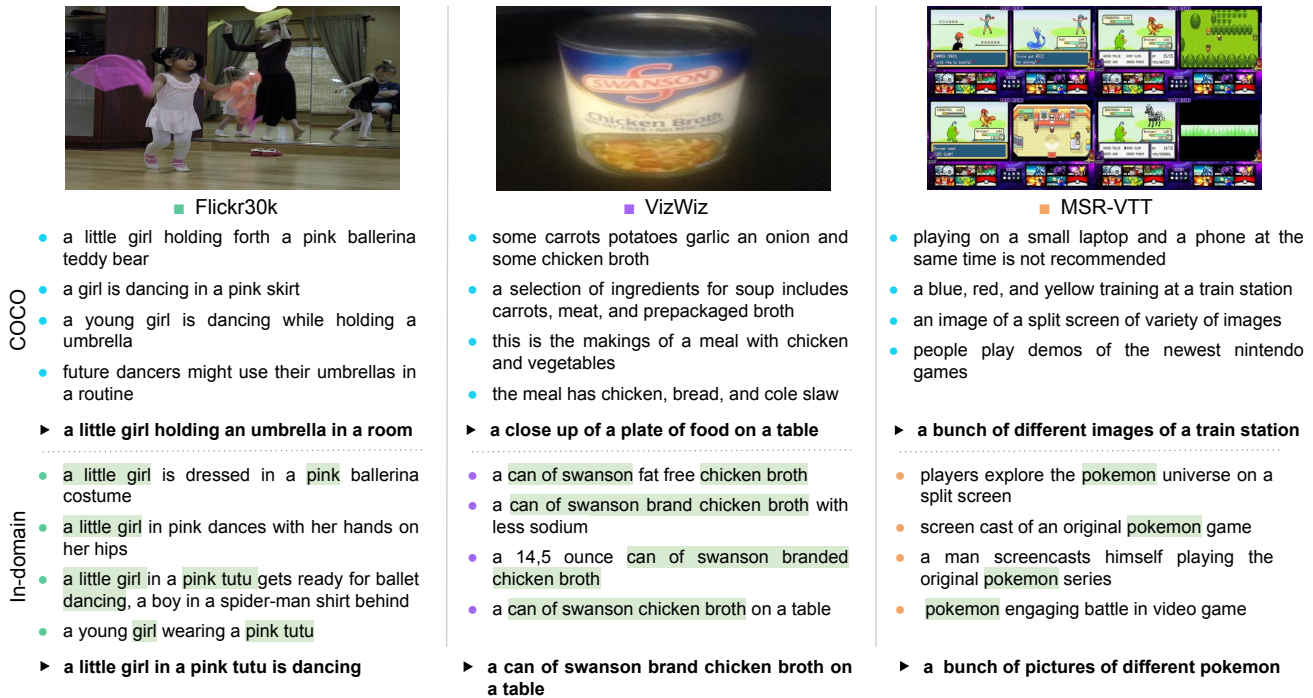 SWANSON
Chicken Broth
Flickr30k
VizWiz
MSR-VTT
COCO
a little girl holding forth a pink ballerina
teddy bear
a girl is dancing in a pink skirt
a young girl is dancing while holding a
umbrella
future dancers might use their umbrellas in
a routine
a little girl holding an umbrella in a room
some carrots potatoes garlic an onion and
some chicken broth
a selection of ingredients for soup includes
carrots, meat, and prepackaged broth
this is the makings of a meal with chicken
and vegetables
the meal has chicken, bread, and cole slaw
a close up of a plate of food on a table
playing on a small laptop and a phone at the
same time is not recommended
a blue, red, and yellow training at a train station
an image of a split screen of variety of images
people play demos of the newest nintendo
games
a bunch of different images of a train station
In-domain
a little girl is dressed in a pink ballerina
costume
a little girl in pink dances with her hands on
her hips
a little girl in a pink tutu gets ready for ballet
dancing, a boy in a spider-man shirt behind
a young girl wearing a pink tutu
a little girl in a pink tutu is dancing
a can of swanson fat free chicken broth
a can of swanson brand chicken broth with
less sodium
a 14,5 ounce can of swanson branded
chicken broth
a can of swanson chicken broth on a table
a can of swanson brand chicken broth on
a table
players explore the pokemon universe on a
split screen
screen cast of an original pokemon game
a man screencasts himself playing the
original pokemon series
pokemon engaging battle in video game
a bunch of pictures of different pokemon